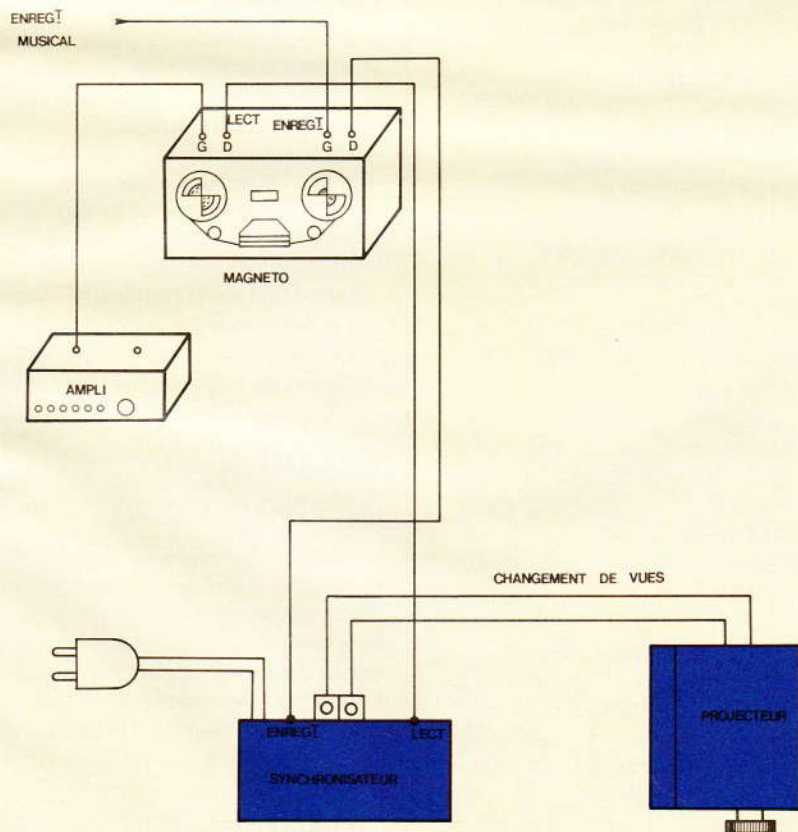 ENREGT
MUSICAL
LECT
ENREGT
G D
G D
MAGNETO
AMPLI
CHANGEMENT DE VUES
ENREGT
LECT
SYNCHRONISATEUR
PROJECTEUR